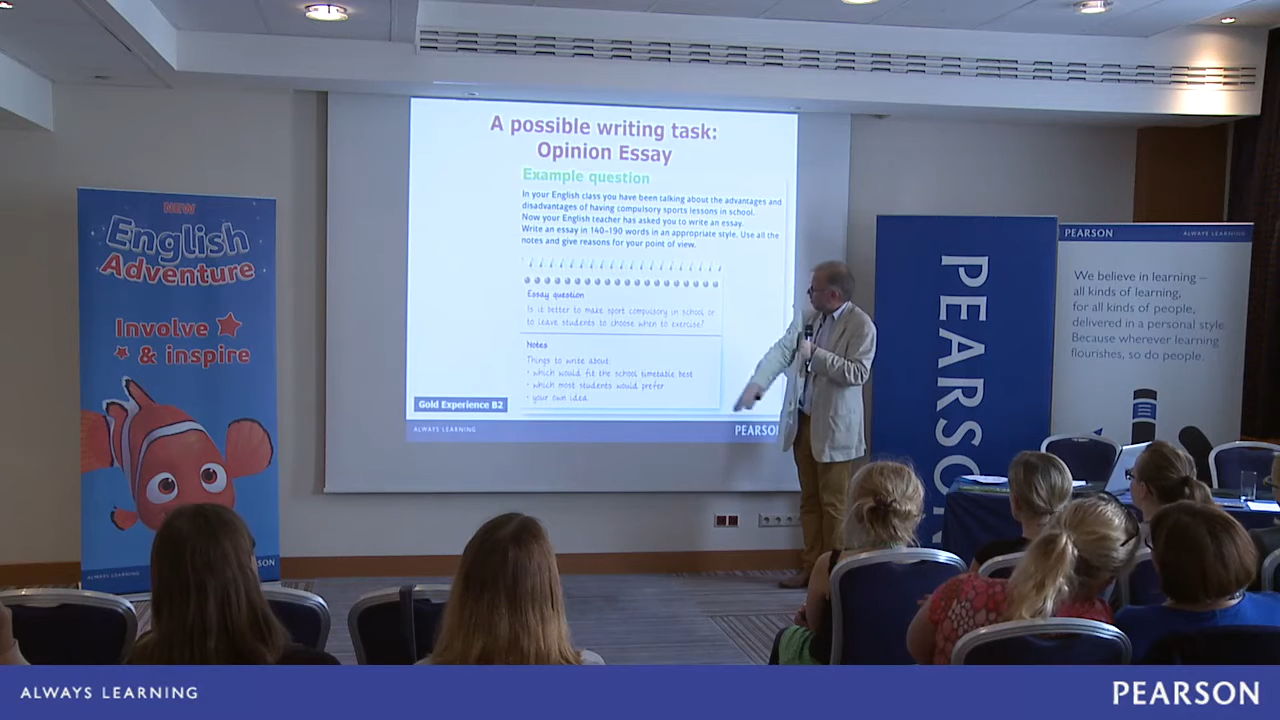 NEW
English
Adventure
Involve
& inspire
ALWAYS LEARNING
SON
A possible writing task:
Opinion Essay
Example question
In your English class you have been talking about the advantages and
disadvantages of having compulsory sports lessons in school.
Now your English teacher has asked you to write an essay.
Write an essay in 140–190 words in an appropriate style. Use all the
notes and give reasons for your point of view.
Essay question
Is it better to make sport compulsory in school or
to leave students to choose when to exercise?
Notes
Things to write about:
• which would fit the school timetable best
• which most students would prefer
• your own idea
Gold Experience B2
ALWAYS LEARNING
PEARSON
PEARSON
PEARSON
ALWAYS LEARNING
We believe in learning –
all kinds of learning,
for all kinds of people,
delivered in a personal style.
Because wherever learning
flourishes, so do people.
ALWAYS LEARNING
PEARSON